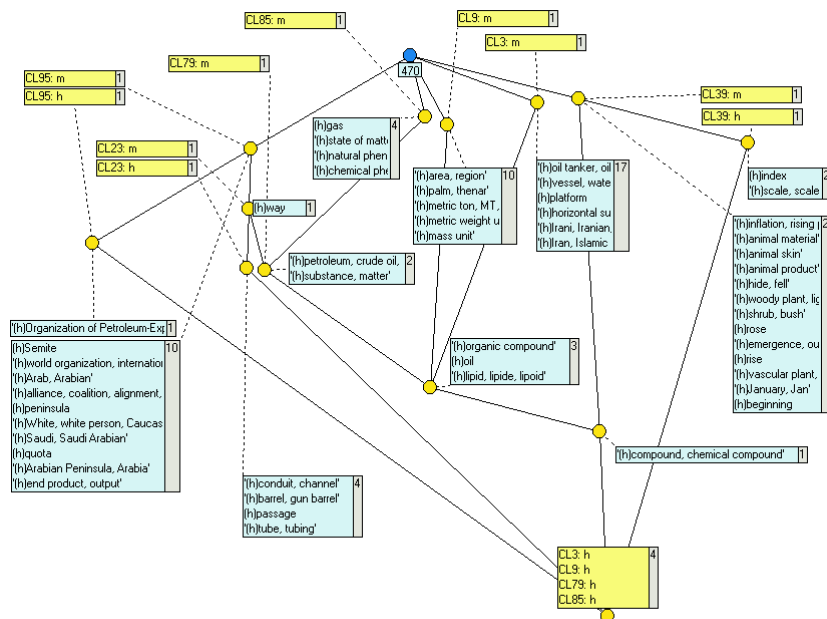 CL85: m 1
CL9: m 1
CL3: m 1
CL79: m 1
470
CL95: m 1
CL95: h 1
CL39: m 1
CL39: h 1
CL23: m 1
CL23: h 1
(h)gas 4
'(h)state of matt
'(h)natural phen
'(h)chemical ph
'(h)area, region' 10
'(h)palm, thenar'
'(h)metric ton, MT,
'(h)metric weight u
'(h)mass unit'
'(h)oil tanker, oil 17
'(h)vessel, wate
(h)platform
'(h)horizontal su
'(h)Irani, Iranian,
'(h)Iran, Islamic
(h)index 2
'(h)scale, scale
(h)way 1
'(h)inflation, rising
'(h)animal material'
'(h)animal skin'
'(h)animal product'
'(h)hide, fell'
'(h)woody plant, lig
'(h)shrub, bush'
(h)rose
'(h)emergence, ou
(h)rise
'(h)vascular plant,
'(h)January, Jan'
(h)beginning
'(h)petroleum, crude oil, 2
'(h)substance, matter'
'(h)Organization of Petroleum-Ex 1
(h)Semite 10
'(h)world organization, internatio
'(h)Arab, Arabian'
'(h)alliance, coalition, alignment,
(h)peninsula
'(h)White, white person, Caucas
'(h)Saudi, Saudi Arabian'
(h)quota
'(h)Arabian Peninsula, Arabia'
'(h)end product, output'
'(h)organic compound' 3
(h)oil
'(h)lipid, lipide, lipoid'
'(h)compound, chemical compound' 1
'(h)conduit, channel' 4
'(h)barrel, gun barrel'
(h)passage
'(h)tube, tubing'
CL3: h 4
CL9: h
CL79: h
CL85: h